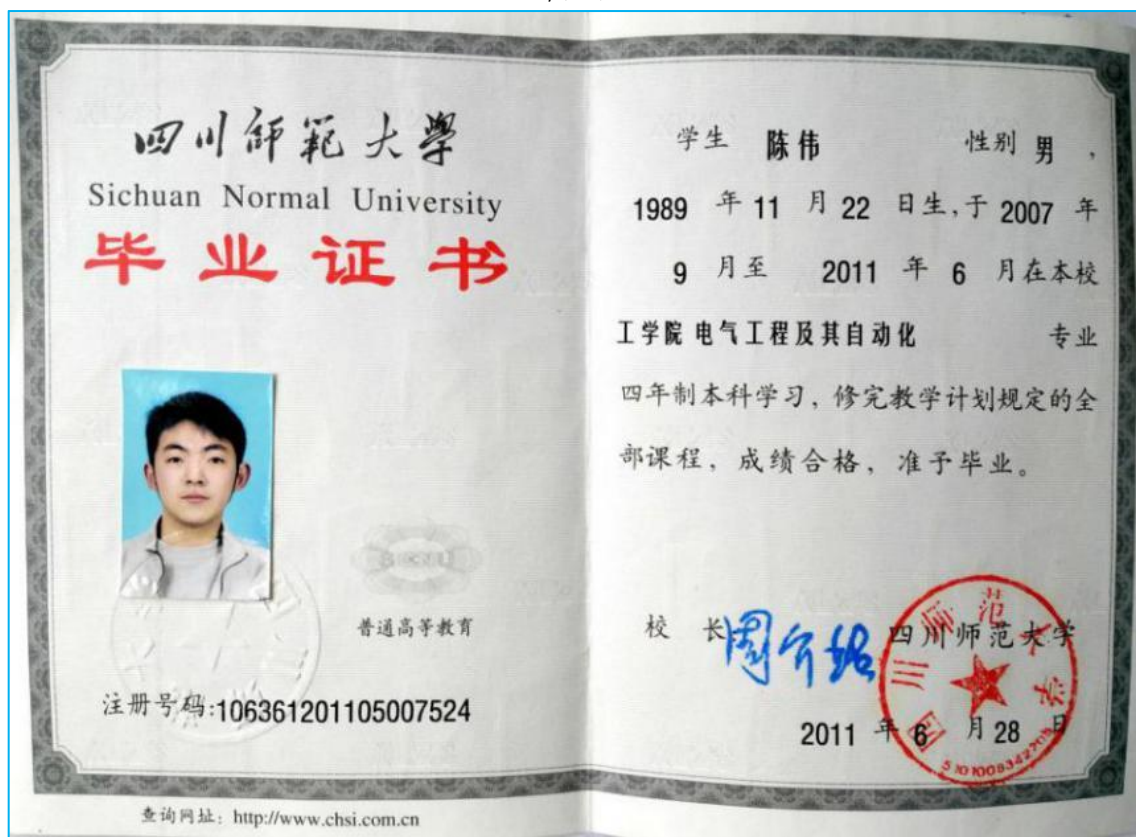 四川師範大學
Sichuan Normal University
毕业证书
普通高等教育
注册号码:106361201105007524
查询网址: http://www.chsi.com.cn
学生 陈伟 性别 男 ,
1989 年 11 月 22 日生,于 2007 年
9 月至 2011 年 6 月在本校
工学院 电气工程及其自动化 专业
四年制本科学习, 修完教学计划规定的全
部课程, 成绩合格, 准予毕业。
校 长 四川师范大学
2011 年 6 月 28 日
四川师范大学